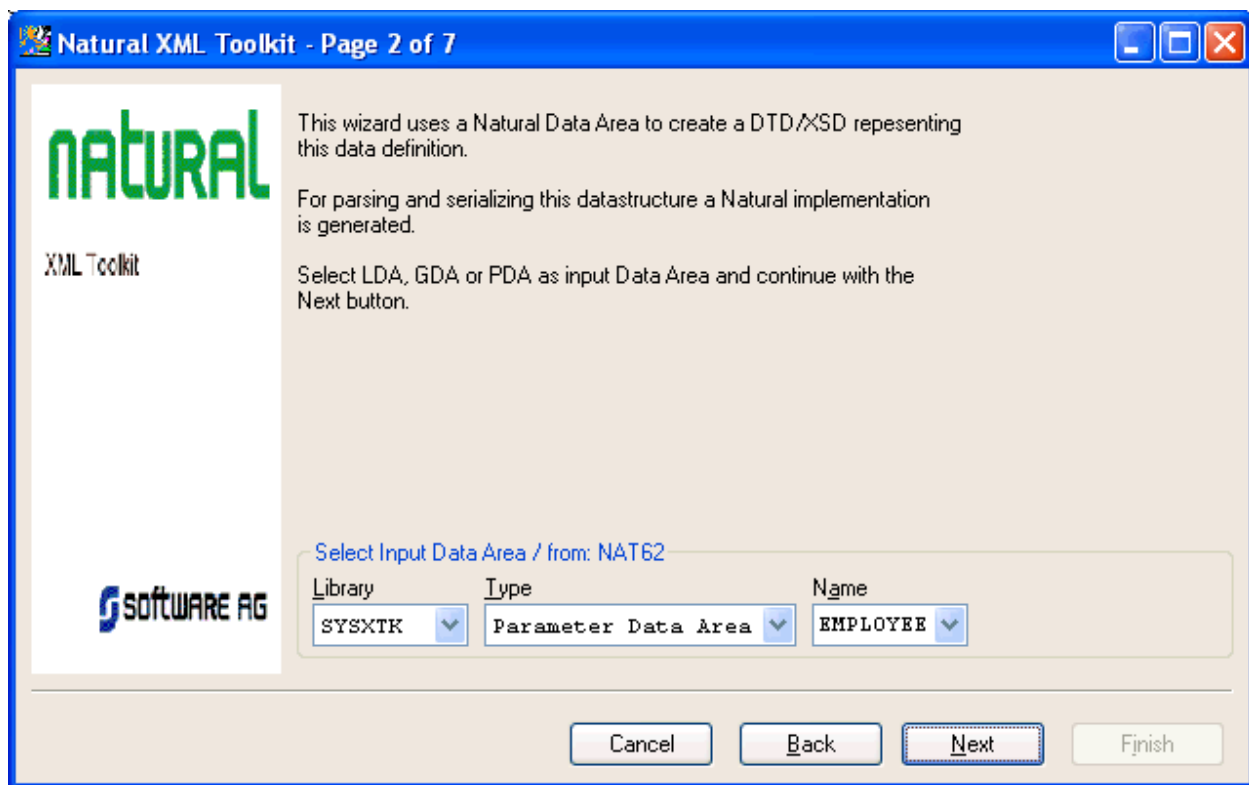 Natural XML Toolkit - Page 2 of 7
natural
XML Toolkit
software AG
This wizard uses a Natural Data Area to create a DTD/XSD repesenting
this data definition.
For parsing and serializing this datastructure a Natural implementation
is generated.
Select LDA, GDA or PDA as input Data Area and continue with the
Next button.
Select Input Data Area / from: NAT62
Library Type Name
SYSXTK Parameter Data Area EMPLOYEE
Cancel Back Next Finish